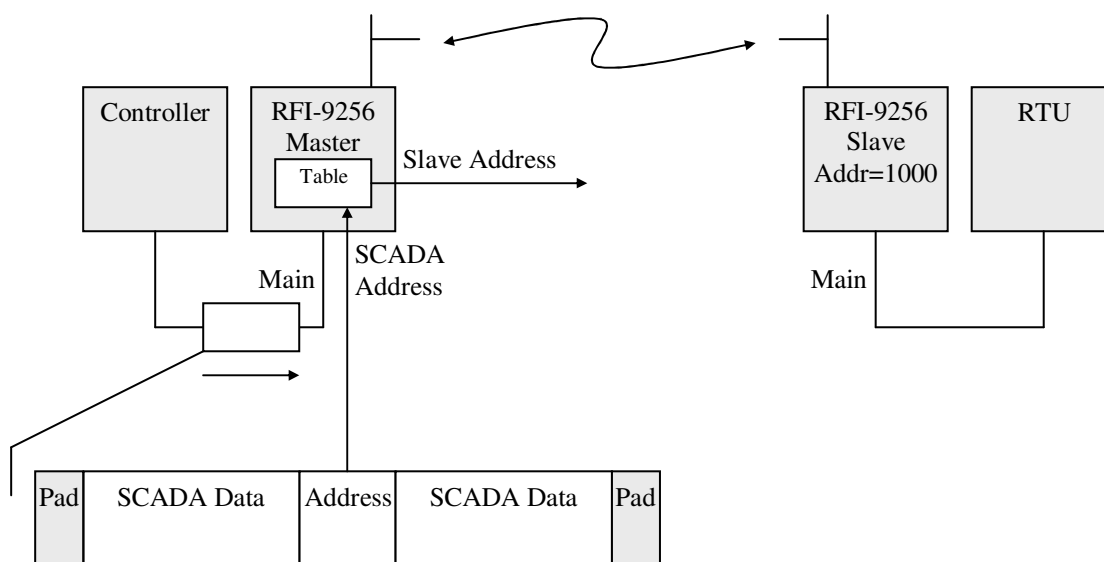 Controller
RFI-9256
Master
Table
Slave Address
SCADA
Address
Main
RFI-9256
Slave
Addr=1000
RTU
Main
Pad
SCADA Data
Address
SCADA Data
Pad